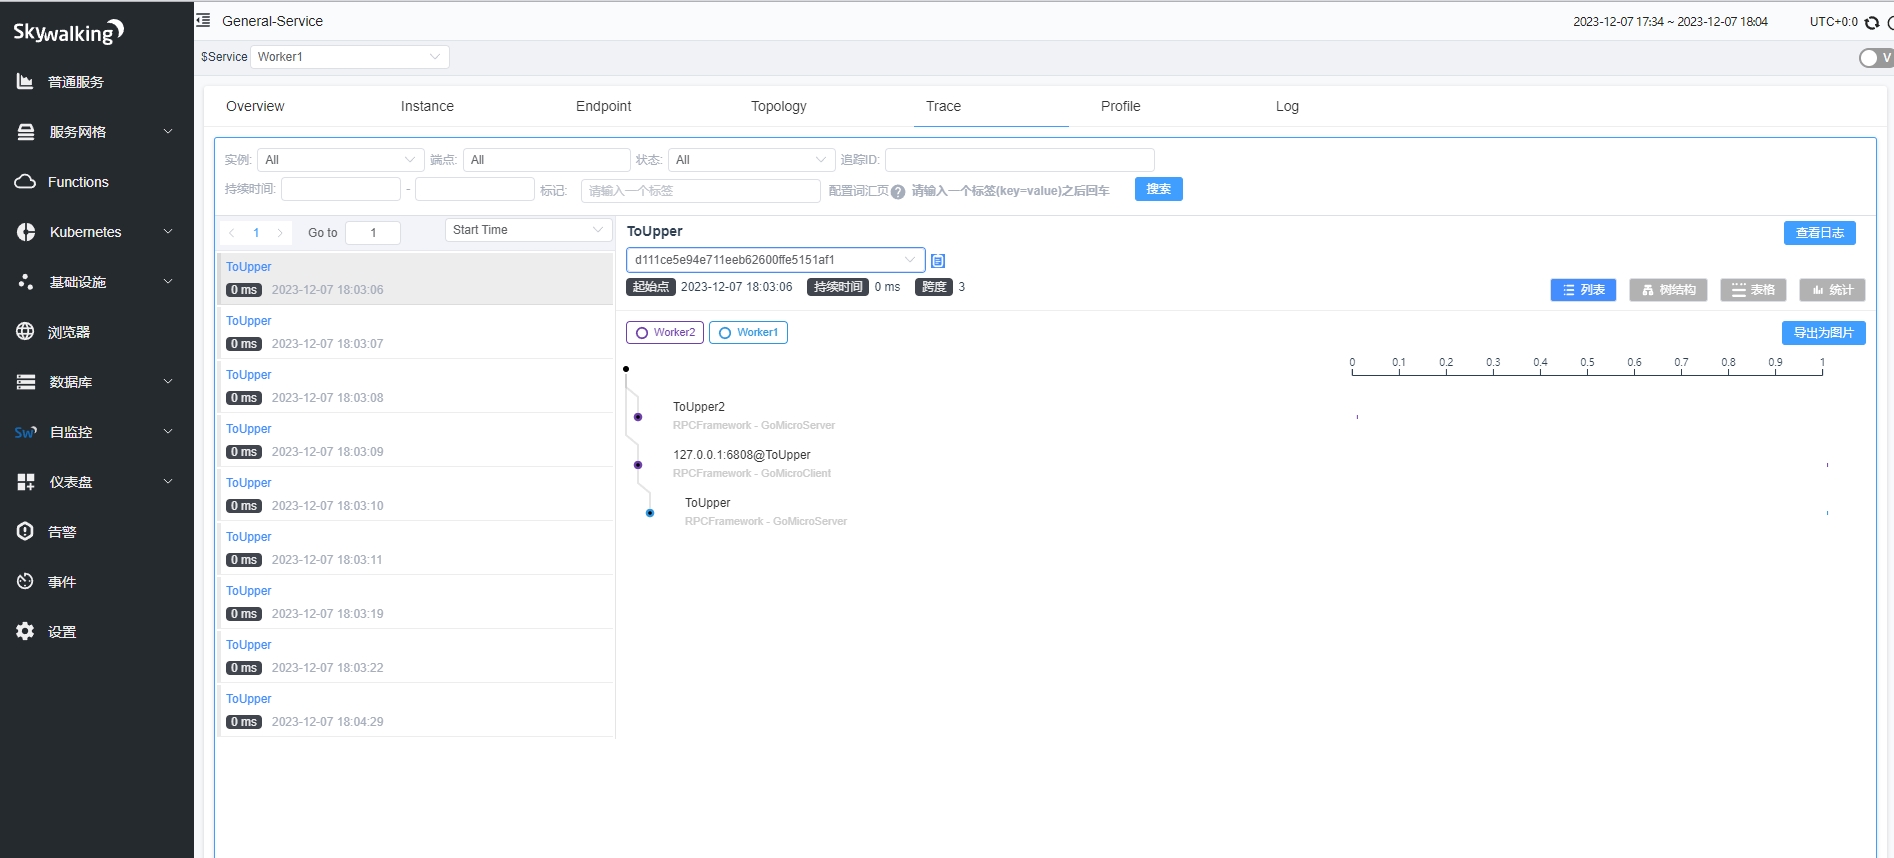 Skywalking
普通服务
服务网格
Functions
Kubernetes
基础设施
浏览器
数据库
Sw 自监控
仪表盘
告警
事件
设置
General-Service
2023-12-07 17:34 ~ 2023-12-07 18:04
UTC+0:0
$Service Worker1
V
Overview Instance Endpoint Topology Trace Profile Log
实例: All 端点: All 状态: All 追踪ID:
持续时间: - 标记: 请输入一个标签 配置词汇页 ? 请输入一个标签(key=value)之后回车 搜索
< 1 > Go to 1 Start Time
ToUpper
0 ms 2023-12-07 18:03:06
ToUpper
0 ms 2023-12-07 18:03:07
ToUpper
0 ms 2023-12-07 18:03:08
ToUpper
0 ms 2023-12-07 18:03:09
ToUpper
0 ms 2023-12-07 18:03:10
ToUpper
0 ms 2023-12-07 18:03:11
ToUpper
0 ms 2023-12-07 18:03:19
ToUpper
0 ms 2023-12-07 18:03:22
ToUpper
0 ms 2023-12-07 18:04:29
ToUpper
查看日志
d111ce5e94e711eeb62600ffe5151af1
起始点 2023-12-07 18:03:06 持续时间 0 ms 跨度 3
列表 树结构 表格 统计
Worker2 Worker1
导出为图片
0 0.1 0.2 0.3 0.4 0.5 0.6 0.7 0.8 0.9 1
ToUpper2
RPCFramework - GoMicroServer
127.0.0.1:6808@ToUpper
RPCFramework - GoMicroClient
ToUpper
RPCFramework - GoMicroServer